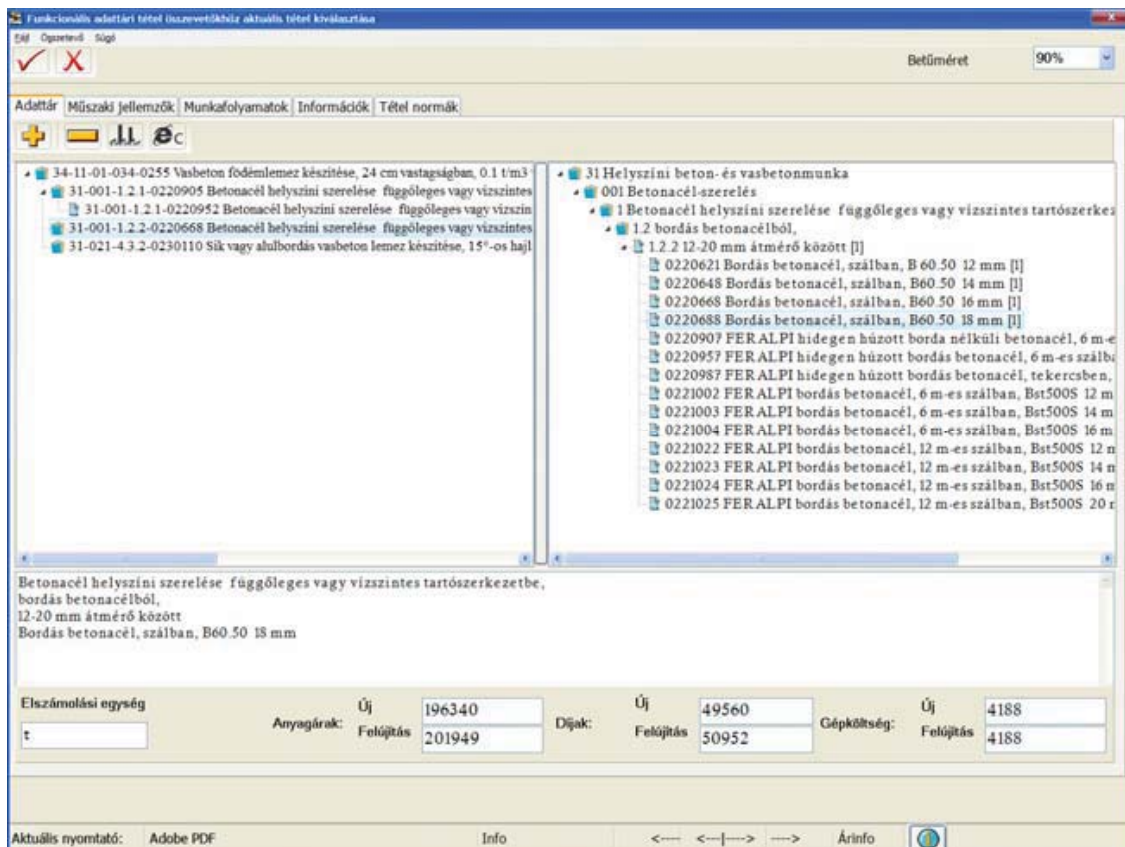 Funkcionális adattári tétel összevetőkhöz aktuális tétel kiválasztása
Súgó
Betűméret 90%
Adattár Műszaki jellemzők Munkafolyamatok Információk Tétel normák
34-11-01-034-0255 Vasbeton födémlemez készítése, 24 cm vastagságban, 0.1 t/m3
31-001-1.2.1-0220905 Betonacél helyszíni szerelése függőleges vagy vízszintes
31-001-1.2.1-0220952 Betonacél helyszíni szerelése függőleges vagy vízszin
31-001-1.2.2-0220668 Betonacél helyszíni szerelése függőleges vagy vízszintes
31-021-4.3.2-0230110 Sík vagy alulbordás vasbeton lemez készítése, 15°-os hajl
31 Helyszíni beton- és vasbetonmunka
001 Betonacél-szerelés
1 Betonacél helyszíni szerelése függőleges vagy vízszintes tartószerkez
1.2 bordás betonacélból,
1.2.2 12-20 mm átmérő között [1]
0220621 Bordás betonacél, szálban, B 60.50 12 mm [1]
0220648 Bordás betonacél, szálban, B60.50 14 mm [1]
0220668 Bordás betonacél, szálban, B60.50 16 mm [1]
0220688 Bordás betonacél, szálban, B60.50 18 mm [1]
0220907 FERALPI hidegen húzott borda nélküli betonacél, 6 m-e
0220957 FERALPI hidegen húzott bordás betonacél, 6 m-es szálba
0220987 FERALPI hidegen húzott bordás betonacél, tekercsben,
0221002 FERALPI bordás betonacél, 6 m-es szálban, Bst500S 12 m
0221003 FERALPI bordás betonacél, 6 m-es szálban, Bst500S 14 m
0221004 FERALPI bordás betonacél, 6 m-es szálban, Bst500S 16 m
0221022 FERALPI bordás betonacél, 12 m-es szálban, Bst500S 12 m
0221023 FERALPI bordás betonacél, 12 m-es szálban, Bst500S 14 m
0221024 FERALPI bordás betonacél, 12 m-es szálban, Bst500S 16 m
0221025 FERALPI bordás betonacél, 12 m-es szálban, Bst500S 20 r
Betonacél helyszíni szerelése függőleges vagy vízszintes tartószerkezetbe,
bordás betonacélból,
12-20 mm átmérő között
Bordás betonacél, szálban, B60.50 18 mm
Elszámolási egység
t
Anyagárak: Új 196340 Felújítás 201949
Díjak: Új 49560 Felújítás 50952
Gépköltség: Új 4188 Felújítás 4188
Aktuális nyomtató: Adobe PDF Info <---- <---|----> ----> Árinfo